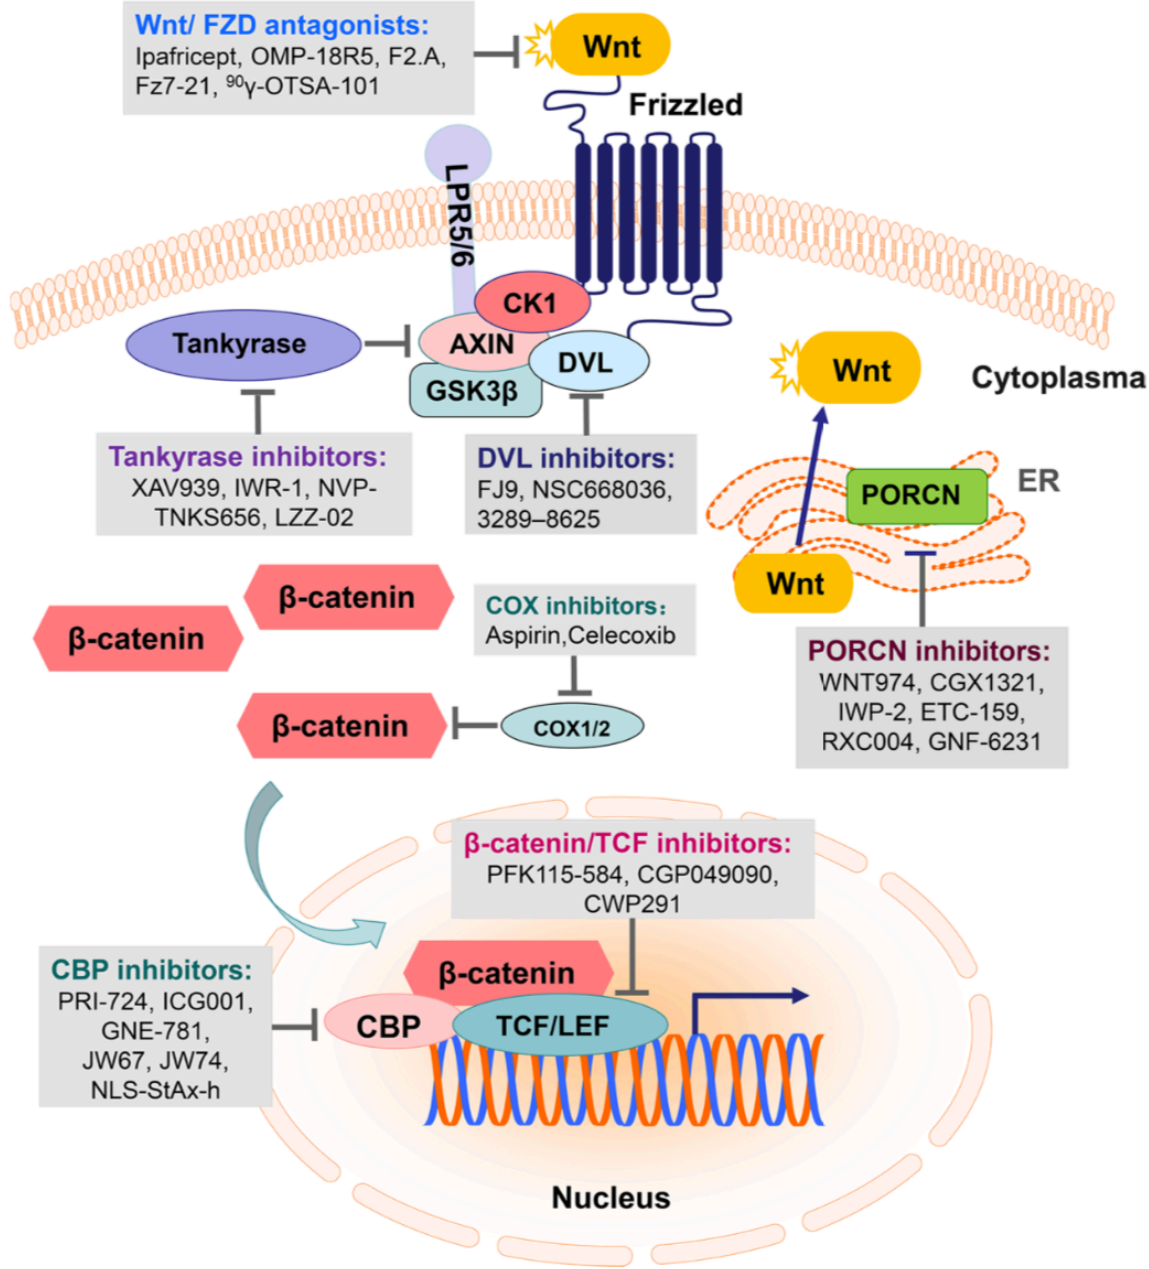 Wnt/ FZD antagonists:
Ipafricept, OMP-18R5, F2.A,
Fz7-21, ⁹⁰γ-OTSA-101
Wnt
Frizzled
LPR5/6
CK1
AXIN
DVL
GSK3β
Tankyrase
Tankyrase inhibitors:
XAV939, IWR-1, NVP-
TNKS656, LZZ-02
DVL inhibitors:
FJ9, NSC668036,
3289–8625
Wnt
Cytoplasma
PORCN
ER
Wnt
PORCN inhibitors:
WNT974, CGX1321,
IWP-2, ETC-159,
RXC004, GNF-6231
β-catenin
β-catenin
β-catenin
COX inhibitors:
Aspirin,Celecoxib
COX1/2
β-catenin/TCF inhibitors:
PFK115-584, CGP049090,
CWP291
CBP inhibitors:
PRI-724, ICG001,
GNE-781,
JW67, JW74,
NLS-StAx-h
β-catenin
CBP
TCF/LEF
Nucleus